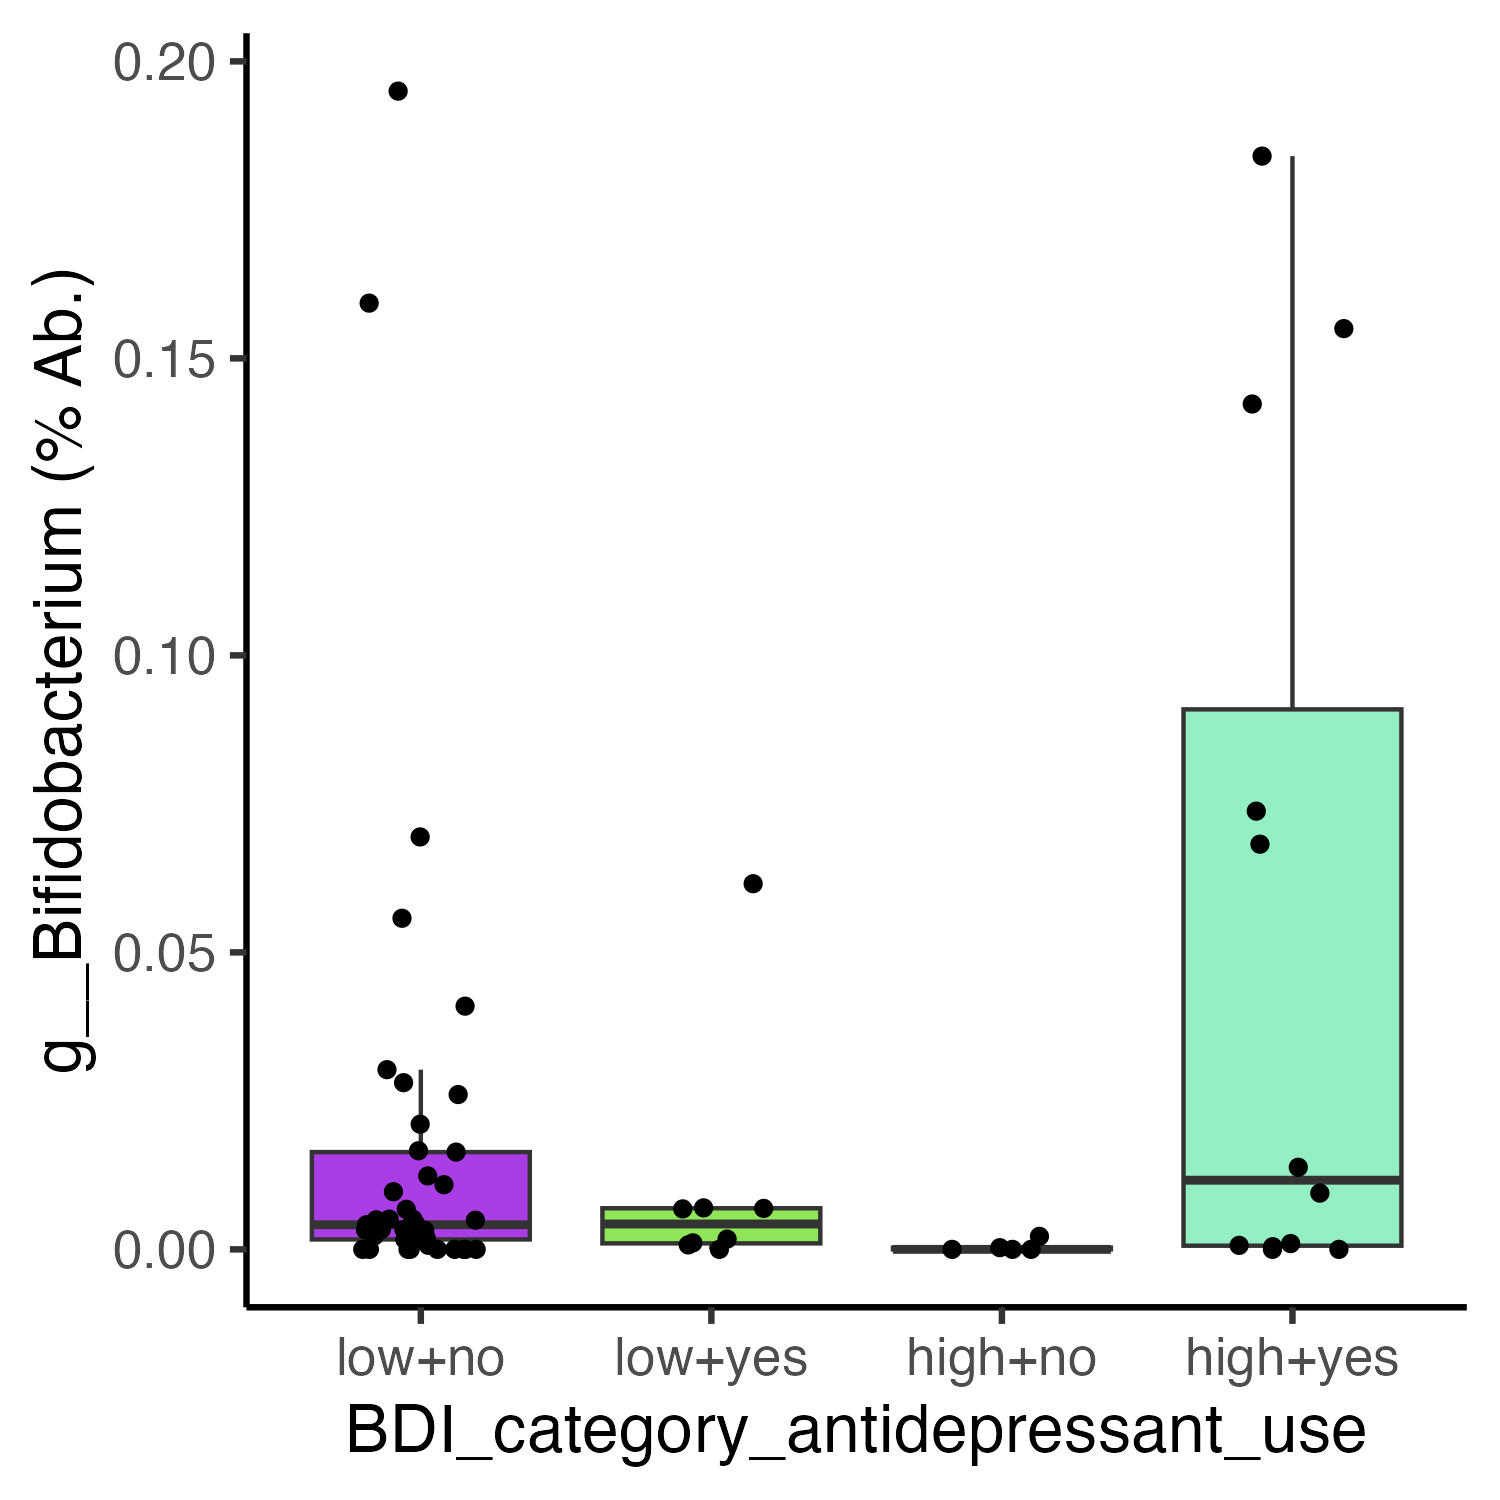 g__Bifidobacterium (% Ab.)
0.20
0.15
0.10
0.05
0.00
low+no
low+yes
high+no
high+yes
BDI_category_antidepressant_use